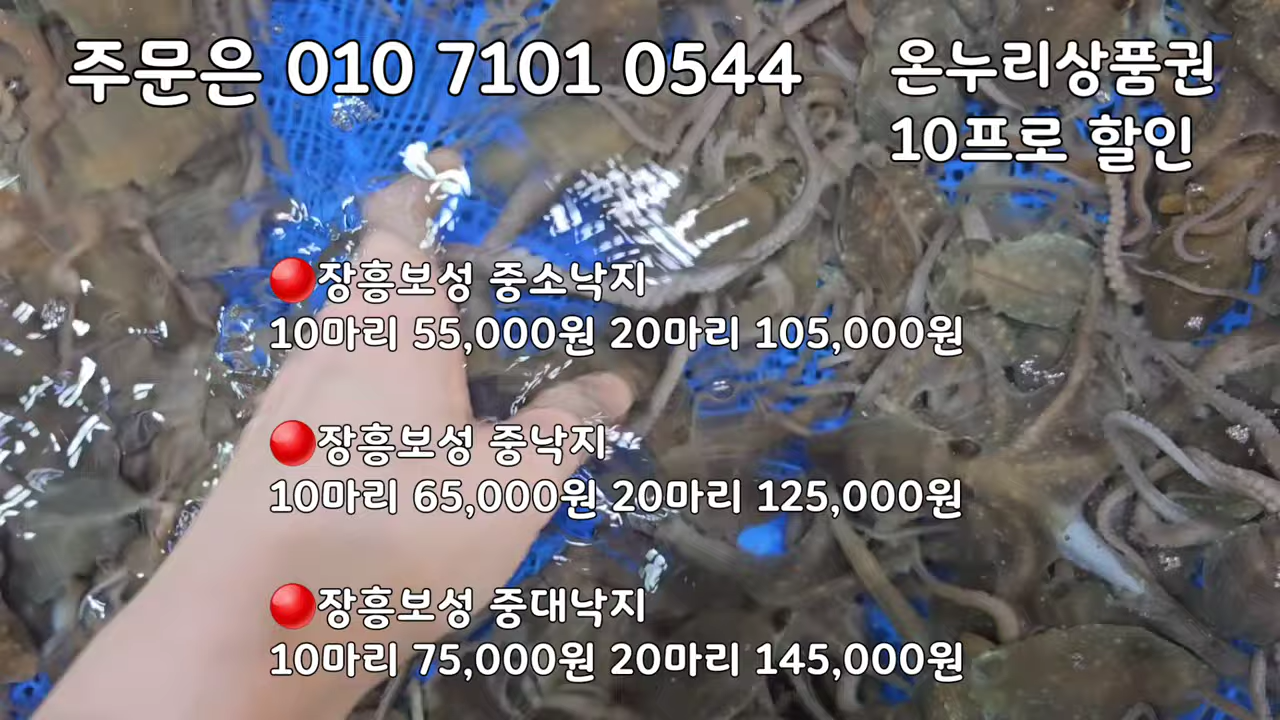 주문은 010 7101 0544
온누리상품권
10프로 할인
🔴장흥보성 중소낙지
10마리 55,000원 20마리 105,000원
🔴장흥보성 중낙지
10마리 65,000원 20마리 125,000원
🔴장흥보성 중대낙지
10마리 75,000원 20마리 145,000원